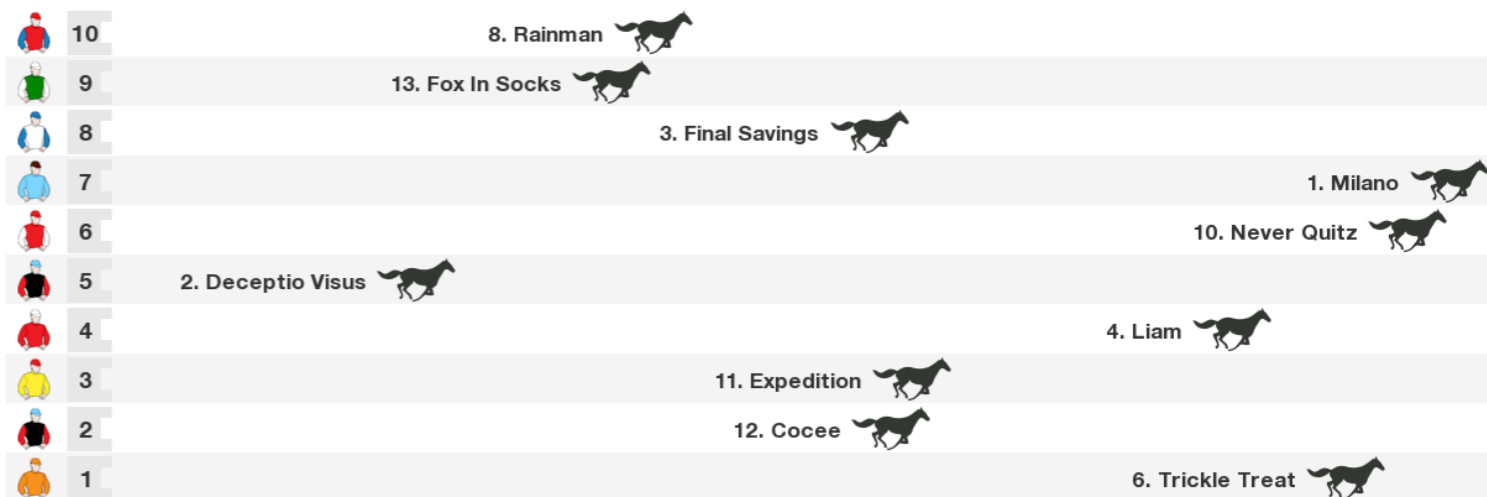 10 8. Rainman
9 13. Fox In Socks
8 3. Final Savings
7 1. Milano
6 10. Never Quitz
5 2. Deceptio Visus
4 4. Liam
3 11. Expedition
2 12. Cocee
1 6. Trickle Treat